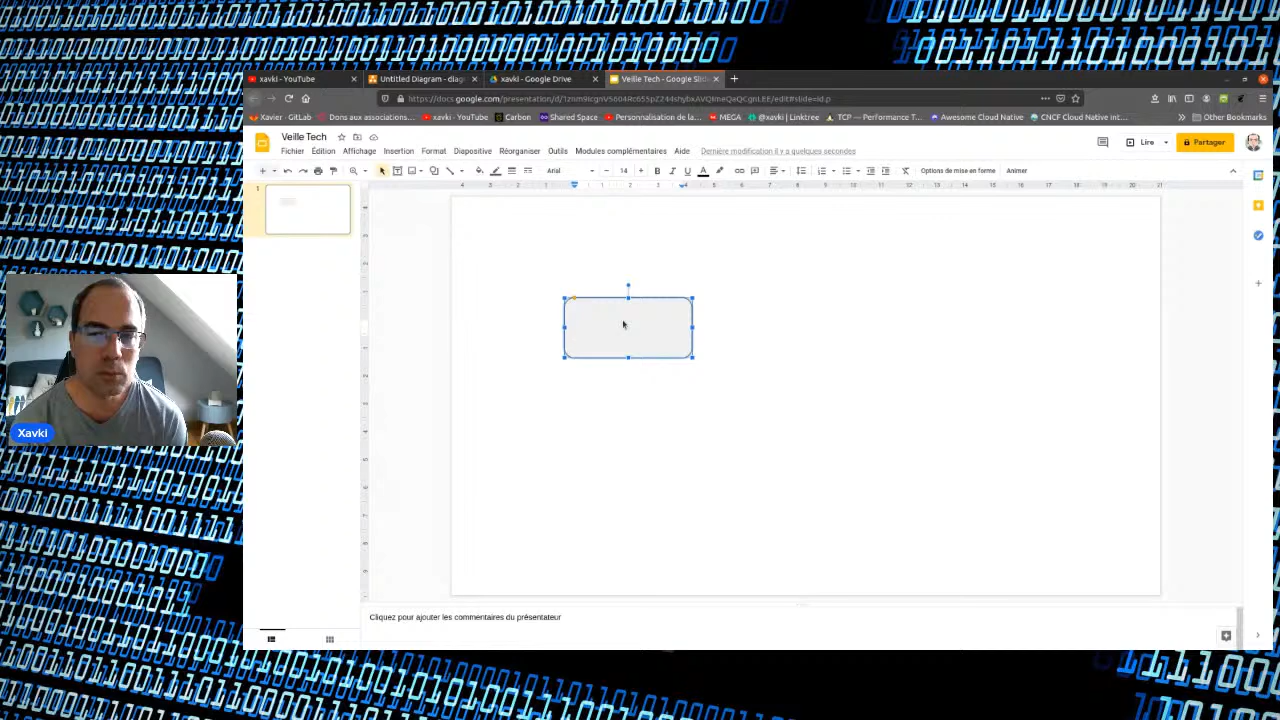 xavki - YouTube
Untitled Diagram - diag
xavki - Google Drive
Veille Tech - Google Slide
Xavier - GitLab
Dons aux associations...
xavki - YouTube
Carbon
Shared Space
Personnalisation de la...
MEGA
@xavki | Linktree
TCP — Performance T...
Awesome Cloud Native
CNCF Cloud Native int...
Other Bookmarks
Veille Tech
Lire
Partager
Fichier
Édition
Affichage
Insertion
Format
Diapositive
Réorganiser
Outils
Modules complémentaires
Aide
Dernière modification il y a quelques secondes
Arial
14
Options de mise en forme
Animer
1
Xavki
Cliquez pour ajouter les commentaires du présentateur